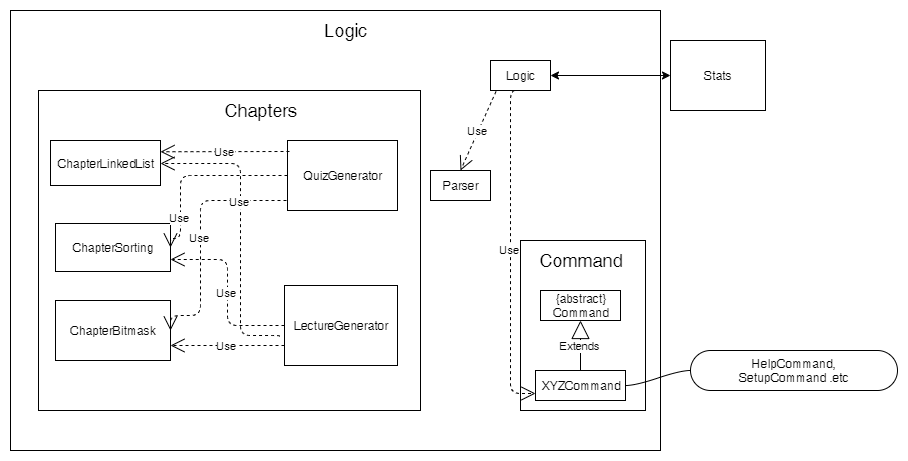 Logic
Logic
Stats
Chapters
Use
Use
ChapterLinkedList
QuizGenerator
Parser
Use
Use
Use
ChapterSorting
Use
Command
Use
{abstract}
Command
ChapterBitmask
LectureGenerator
Use
Extends
HelpCommand,
SetupCommand .etc
XYZCommand